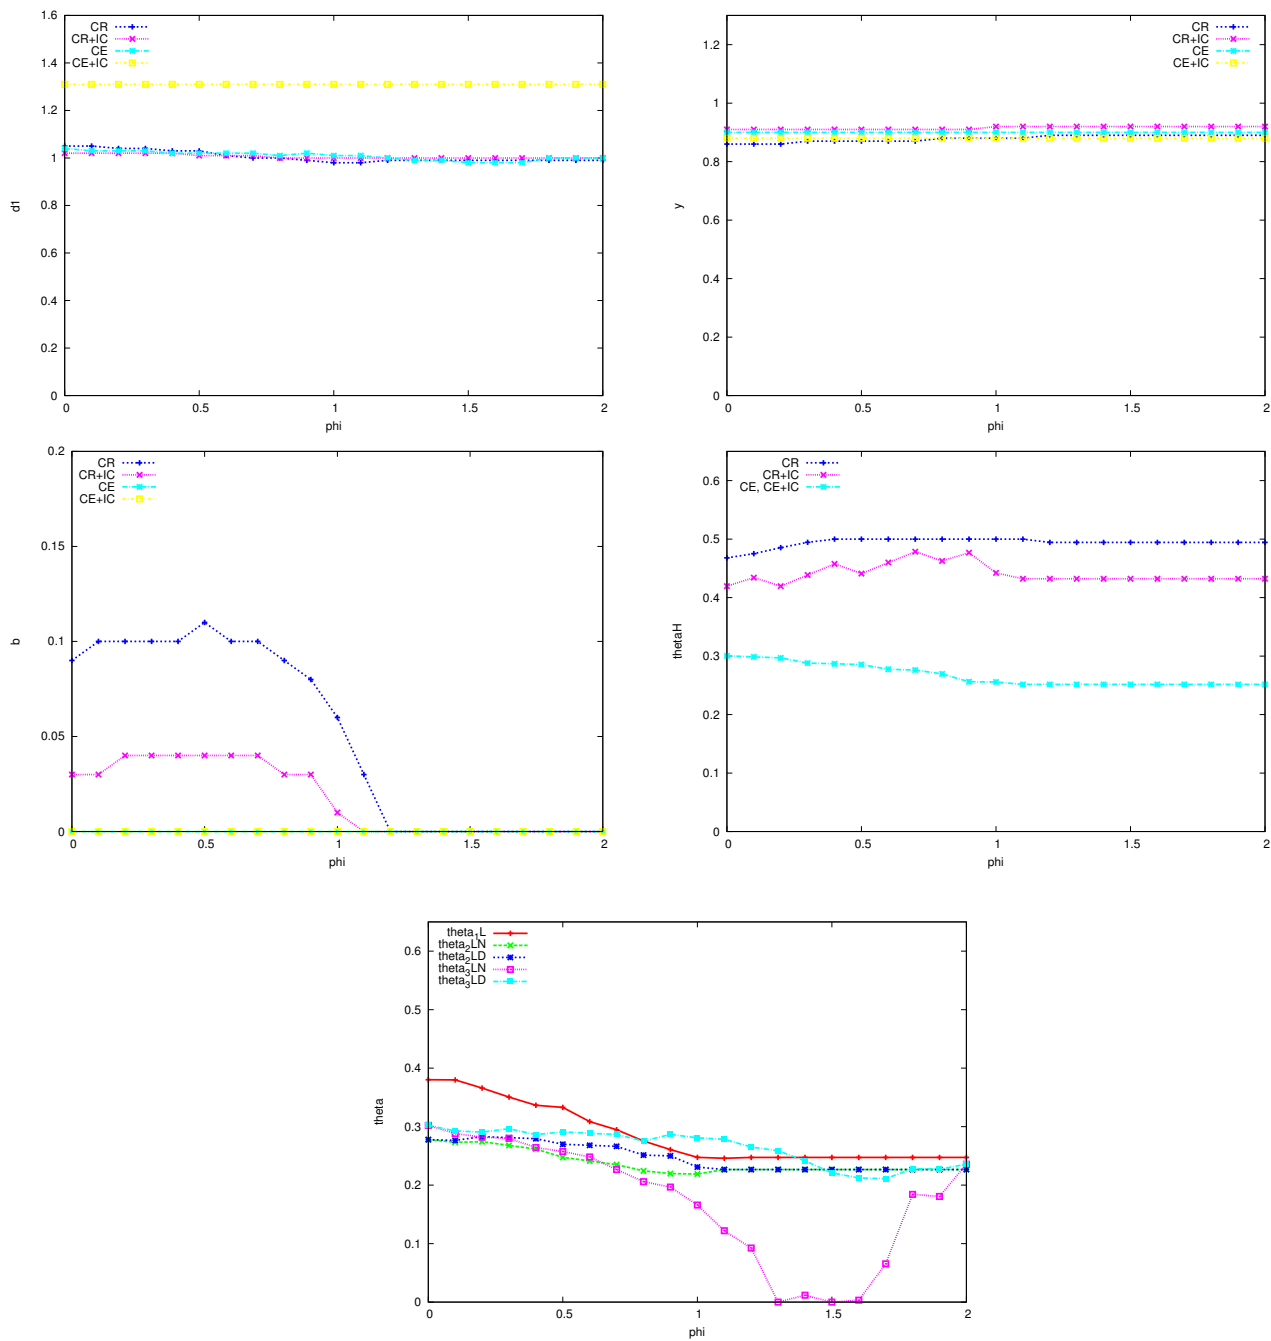 1.6
1.4
1.2
1
0.8
0.6
0.4
0.2
0
0 0.5 1 1.5 2
d1
phi
CR
CR+IC
CE
CE+IC
1.2
1
0.8
0.6
0.4
0.2
0
0 0.5 1 1.5 2
y
phi
CR
CR+IC
CE
CE+IC
0.2
0.15
0.1
0.05
0
0 0.5 1 1.5 2
b
phi
CR
CR+IC
CE
CE+IC
0.6
0.5
0.4
0.3
0.2
0.1
0
0 0.5 1 1.5 2
thetaH
phi
CR
CR+IC
CE, CE+IC
0.6
0.5
0.4
0.3
0.2
0.1
0
0 0.5 1 1.5 2
theta
phi
theta₁L
theta₂LN
theta₂LD
theta₃LN
theta₃LD